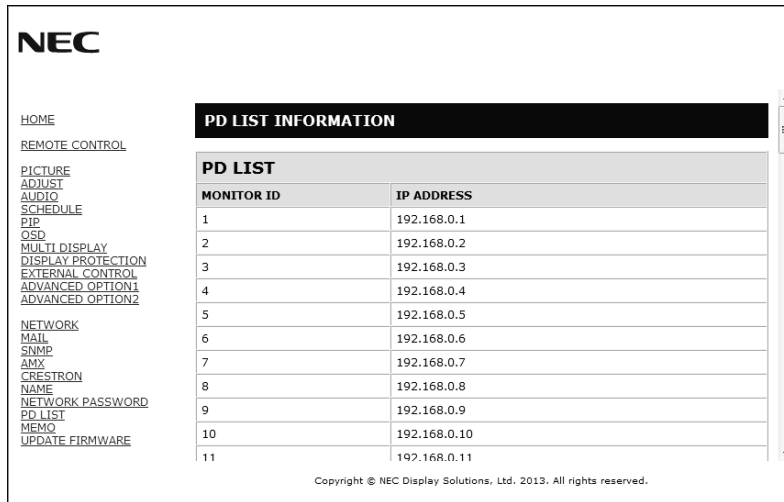 NEC
HOME
REMOTE CONTROL
PICTURE
ADJUST
AUDIO
SCHEDULE
PIP
OSD
MULTI DISPLAY
DISPLAY PROTECTION
EXTERNAL CONTROL
ADVANCED OPTION1
ADVANCED OPTION2
NETWORK
MAIL
SNMP
AMX
CRESTRON
NAME
NETWORK PASSWORD
PD LIST
MEMO
UPDATE FIRMWARE
PD LIST INFORMATION
PD LIST
MONITOR ID IP ADDRESS
1 192.168.0.1
2 192.168.0.2
3 192.168.0.3
4 192.168.0.4
5 192.168.0.5
6 192.168.0.6
7 192.168.0.7
8 192.168.0.8
9 192.168.0.9
10 192.168.0.10
11 192.168.0.11
Copyright © NEC Display Solutions, Ltd. 2013. All rights reserved.